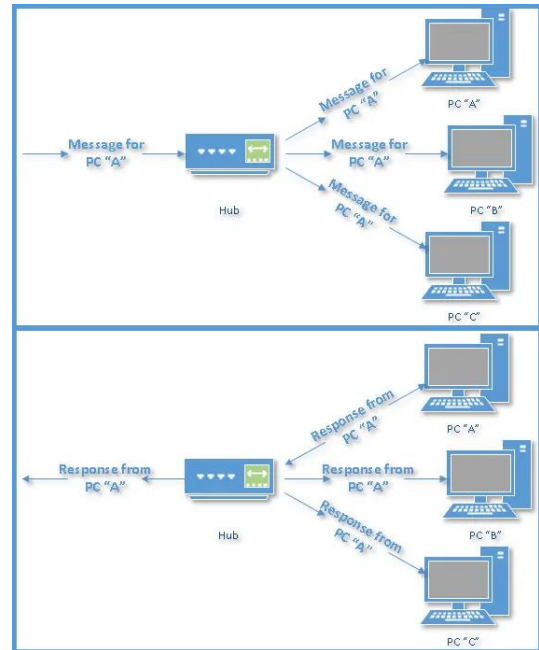 Message for
PC "A"
PC "A"
Message for
PC "A"
Message for
PC "A"
Hub
PC "B"
Message for
PC "A"
PC "C"
Response from
PC "A"
PC "A"
Response from
PC "A"
Response from
PC "A"
Hub
PC "B"
Response from
PC "A"
PC "C"